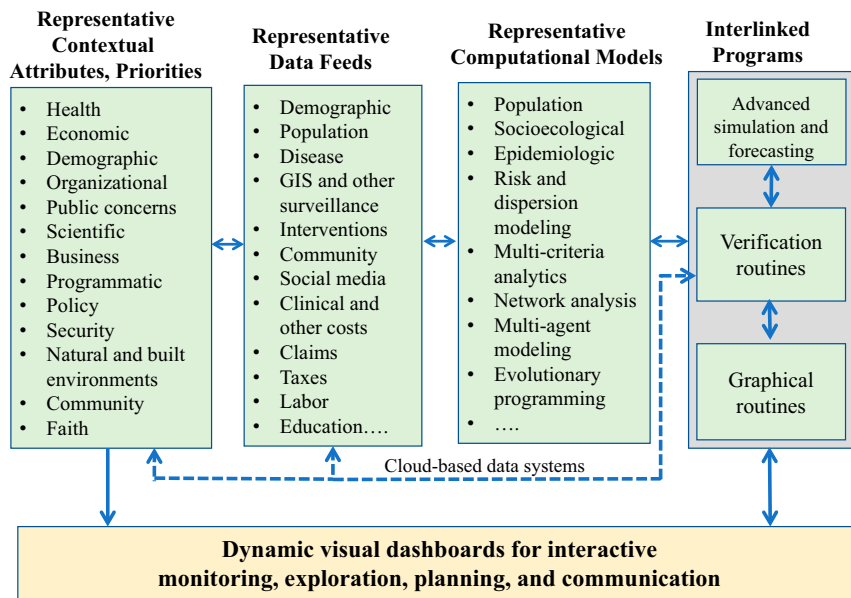 Representative
Contextual
Attributes, Priorities
• Health
• Economic
• Demographic
• Organizational
• Public concerns
• Scientific
• Business
• Programmatic
• Policy
• Security
• Natural and built
environments
• Community
• Faith
Representative
Data Feeds
• Demographic
• Population
• Disease
• GIS and other
surveillance
• Interventions
• Community
• Social media
• Clinical and
other costs
• Claims
• Taxes
• Labor
• Education….
Representative
Computational Models
• Population
• Socioecological
• Epidemiologic
• Risk and
dispersion
modeling
• Multi-criteria
analytics
• Network analysis
• Multi-agent
modeling
• Evolutionary
programming
• ….
Interlinked
Programs
Advanced
simulation and
forecasting
Verification
routines
Graphical
routines
Cloud-based data systems
Dynamic visual dashboards for interactive
monitoring, exploration, planning, and communication